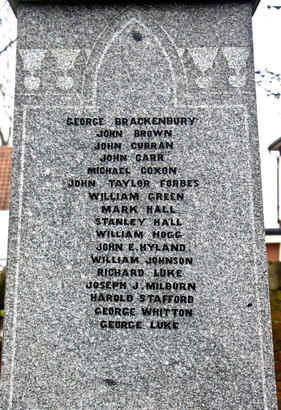 GEORGE BRACKENBURY
JOHN BROWN
JOHN CURRAN
JOHN CARR
MICHAEL COXON
JOHN TAYLOR FORBES
WILLIAM GREEN
MARK HALL
STANLEY HALL
WILLIAM HOGG
JOHN E. HYLAND
WILLIAM JOHNSON
RICHARD LUKE
JOSEPH J. MILBURN
HAROLD STAFFORD
GEORGE WHITTON
GEORGE LUKE